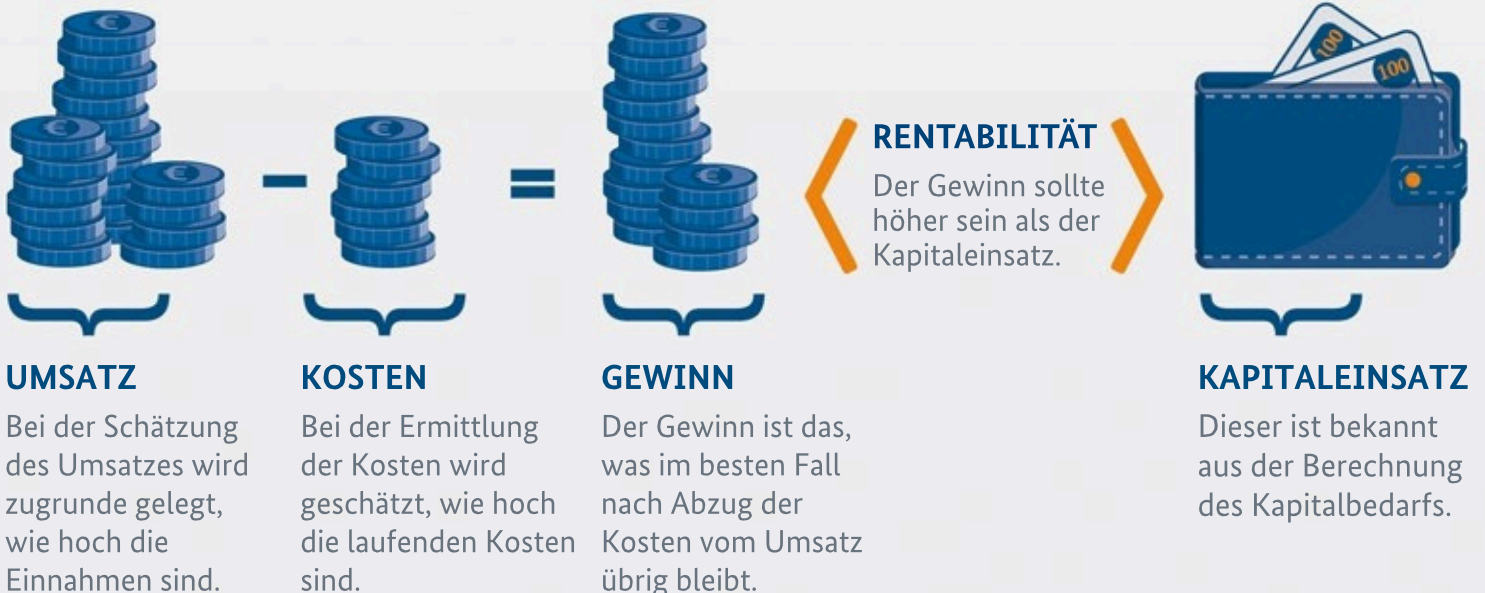 €
€
€
€
€
€
100
100
RENTABILITÄT
Der Gewinn sollte
höher sein als der
Kapitaleinsatz.
UMSATZ
Bei der Schätzung
des Umsatzes wird
zugrunde gelegt,
wie hoch die
Einnahmen sind.
KOSTEN
Bei der Ermittlung
der Kosten wird
geschätzt, wie hoch
die laufenden Kosten
sind.
GEWINN
Der Gewinn ist das,
was im besten Fall
nach Abzug der
Kosten vom Umsatz
übrig bleibt.
KAPITALEINSATZ
Dieser ist bekannt
aus der Berechnung
des Kapitalbedarfs.